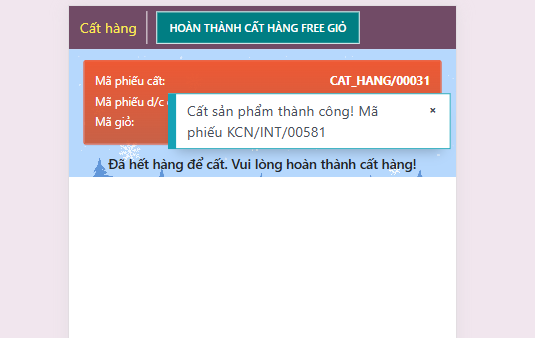 Cất hàng
HOÀN THÀNH CẤT HÀNG FREE GIỎ
Mã phiếu cất: CAT_HANG/00031
Mã phiếu d/c
Mã giỏ:
Cất sản phẩm thành công! Mã
phiếu KCN/INT/00581
×
Đã hết hàng để cất. Vui lòng hoàn thành cất hàng!